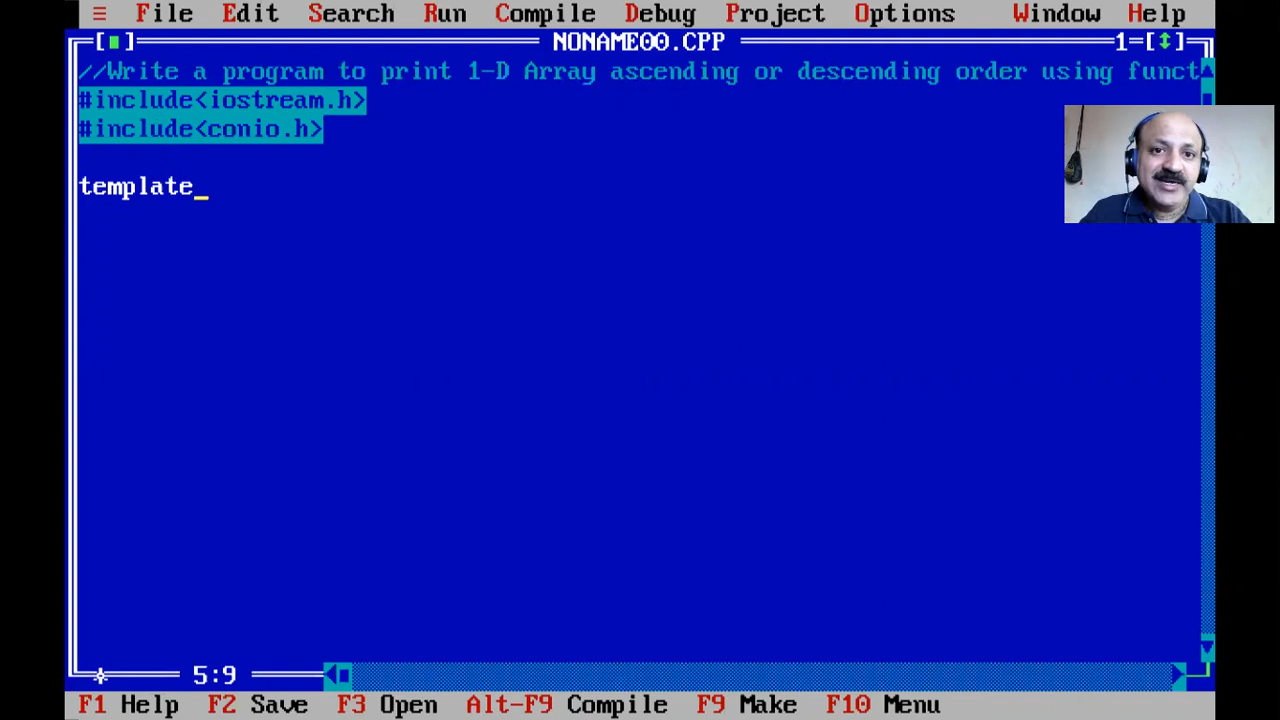 ≡ File Edit Search Run Compile Debug Project Options Window Help
[■] NONAME00.CPP 1=[↕]
//Write a program to print 1-D Array ascending or descending order using funct
#include<iostream.h>
#include<conio.h>
template_
5:9
F1 Help F2 Save F3 Open Alt-F9 Compile F9 Make F10 Menu